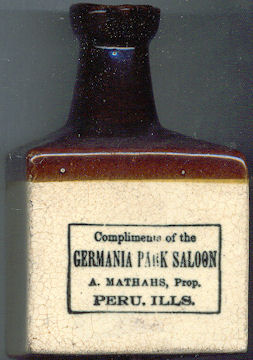 Compliments of the
GERMANIA PARK SALOON
A. MATHAHS, Prop.
PERU, ILLS.